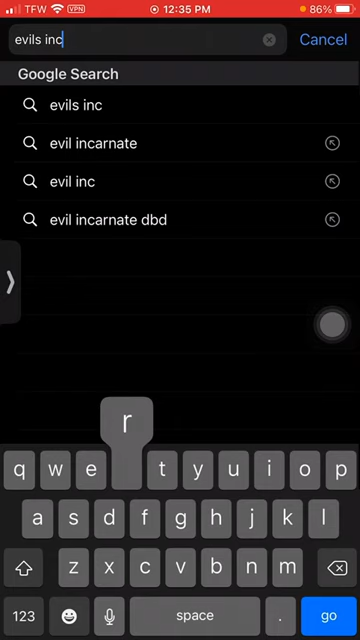 TFW VPN 12:35 PM 86%
evils inc Cancel
Google Search
evils inc
evil incarnate
evil inc
evil incarnate dbd
r
q w e t y u i o p
a s d f g h j k l
z x c v b n m
123 space . go